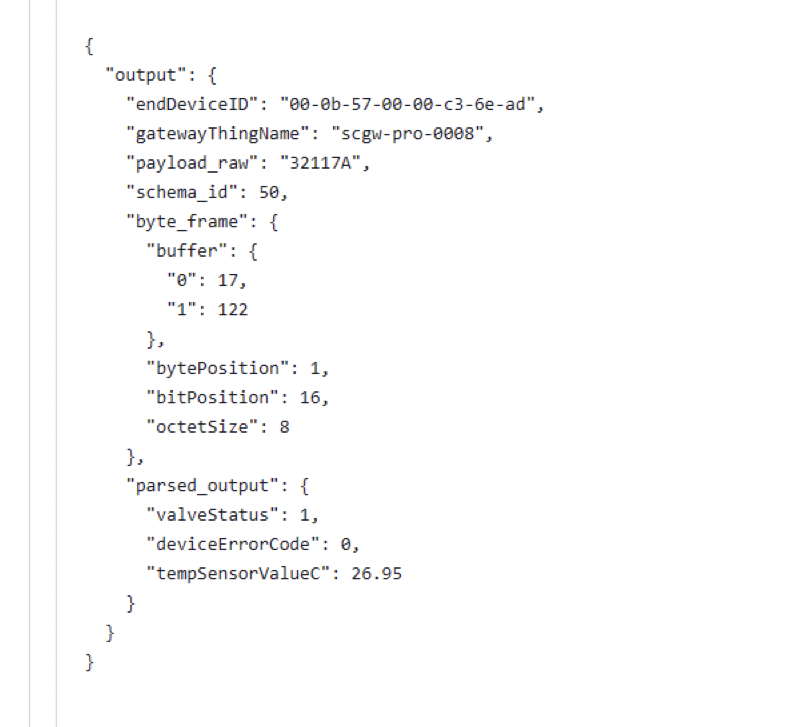 {
  "output": {
    "endDeviceID": "00-0b-57-00-00-c3-6e-ad",
    "gatewayThingName": "scgw-pro-0008",
    "payload_raw": "32117A",
    "schema_id": 50,
    "byte_frame": {
      "buffer": {
        "0": 17,
        "1": 122
      },
      "bytePosition": 1,
      "bitPosition": 16,
      "octetSize": 8
    },
    "parsed_output": {
      "valveStatus": 1,
      "deviceErrorCode": 0,
      "tempSensorValueC": 26.95
    }
  }
}